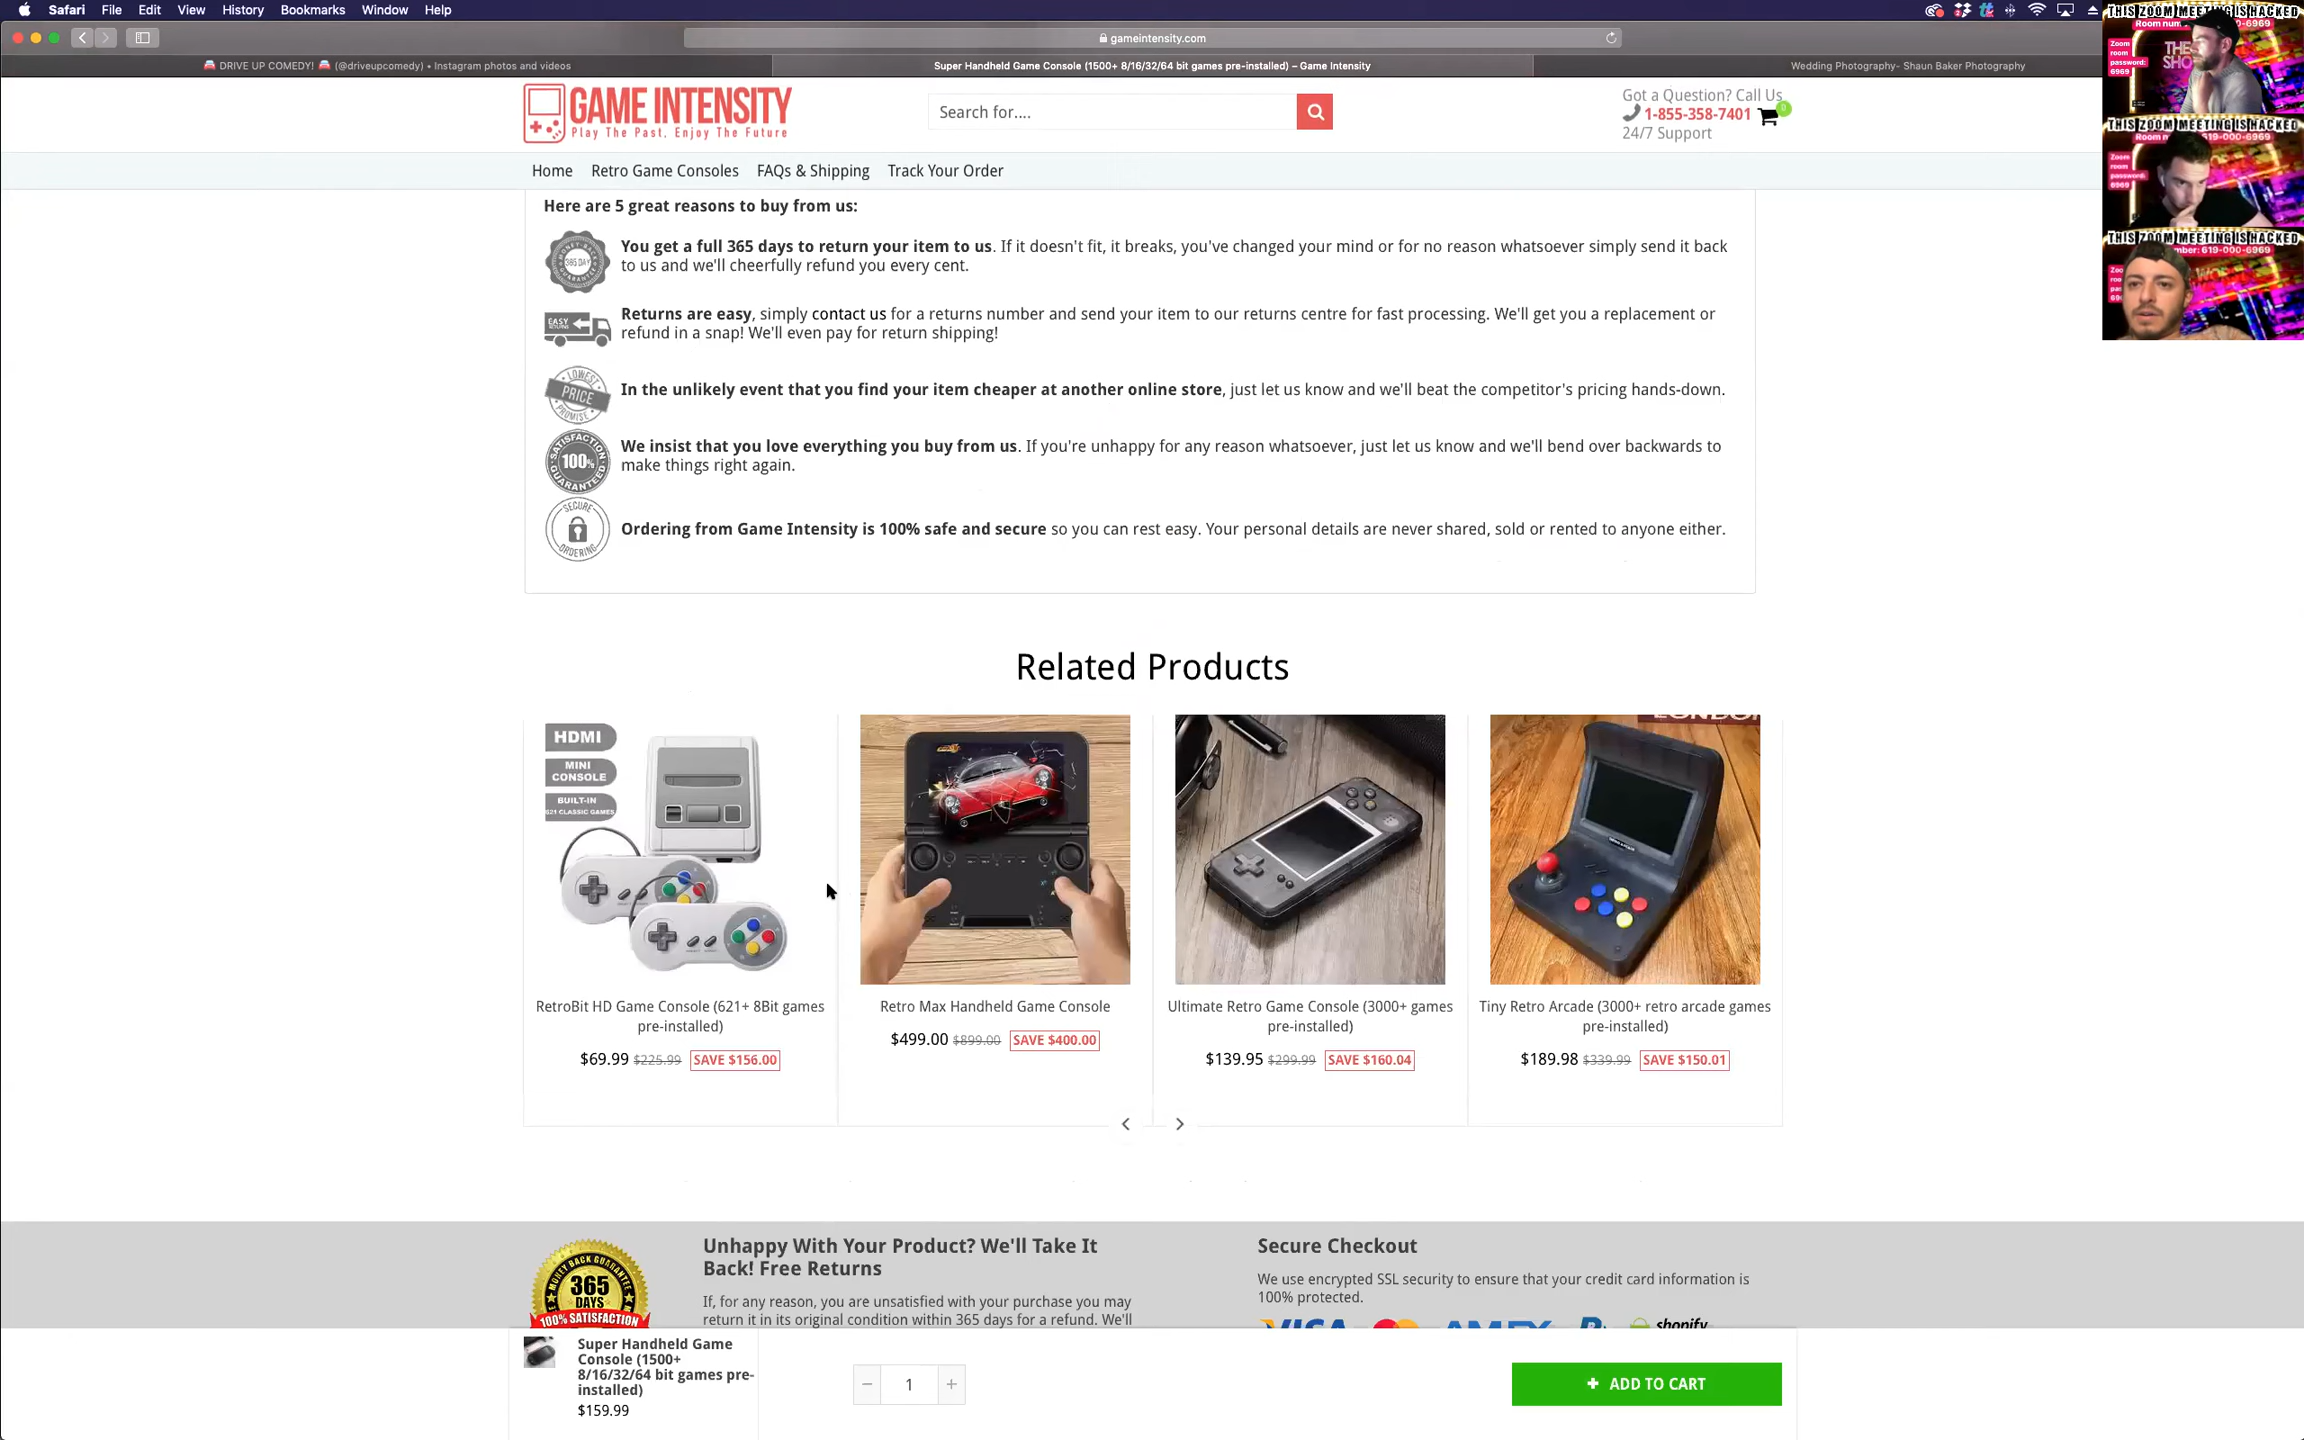 Safari File Edit View History Bookmarks Window Help
gameintensity.com
DRIVE UP COMEDY! (@driveupcomedy) • Instagram photos and videos
Super Handheld Game Console (1500+ 8/16/32/64 bit games pre-installed) – Game Intensity
Wedding Photography- Shaun Baker Photography
THIS ZOOM MEETING IS HACKED
Zoom room password: 6969
THIS ZOOM MEETING IS HACKED
THIS ZOOM MEETING IS HACKED
GAME INTENSITY
Play The Past. Enjoy The Future
Search for....
Got a Question? Call Us
1-855-358-7401
0
24/7 Support
Home Retro Game Consoles FAQs & Shipping Track Your Order
Here are 5 great reasons to buy from us:
You get a full 365 days to return your item to us. If it doesn't fit, it breaks, you've changed your mind or for no reason whatsoever simply send it back
to us and we'll cheerfully refund you every cent.
EASY RETURNS
Returns are easy, simply contact us for a returns number and send your item to our returns centre for fast processing. We'll get you a replacement or
refund in a snap! We'll even pay for return shipping!
LOWEST PRICE PROMISE
In the unlikely event that you find your item cheaper at another online store, just let us know and we'll beat the competitor's pricing hands-down.
SATISFACTION 100% GUARANTEED
We insist that you love everything you buy from us. If you're unhappy for any reason whatsoever, just let us know and we'll bend over backwards to
make things right again.
SECURE ORDERING
Ordering from Game Intensity is 100% safe and secure so you can rest easy. Your personal details are never shared, sold or rented to anyone either.
Related Products
HDMI
MINI CONSOLE
BUILT-IN 621 CLASSIC GAMES
RetroBit HD Game Console (621+ 8Bit games
pre-installed)
$69.99 $225.99 SAVE $156.00
Retro Max Handheld Game Console
$499.00 $899.00 SAVE $400.00
Ultimate Retro Game Console (3000+ games
pre-installed)
$139.95 $299.99 SAVE $160.04
Tiny Retro Arcade (3000+ retro arcade games
pre-installed)
$189.98 $339.99 SAVE $150.01
MONEY BACK GUARANTEE
365
DAYS
100% SATISFACTION
Unhappy With Your Product? We'll Take It
Back! Free Returns
If, for any reason, you are unsatisfied with your purchase you may
return it in its original condition within 365 days for a refund. We'll
Secure Checkout
We use encrypted SSL security to ensure that your credit card information is
100% protected.
VISA AMEX shopify
Super Handheld Game
Console (1500+
8/16/32/64 bit games pre-
installed)
$159.99
− 1 +
+ ADD TO CART